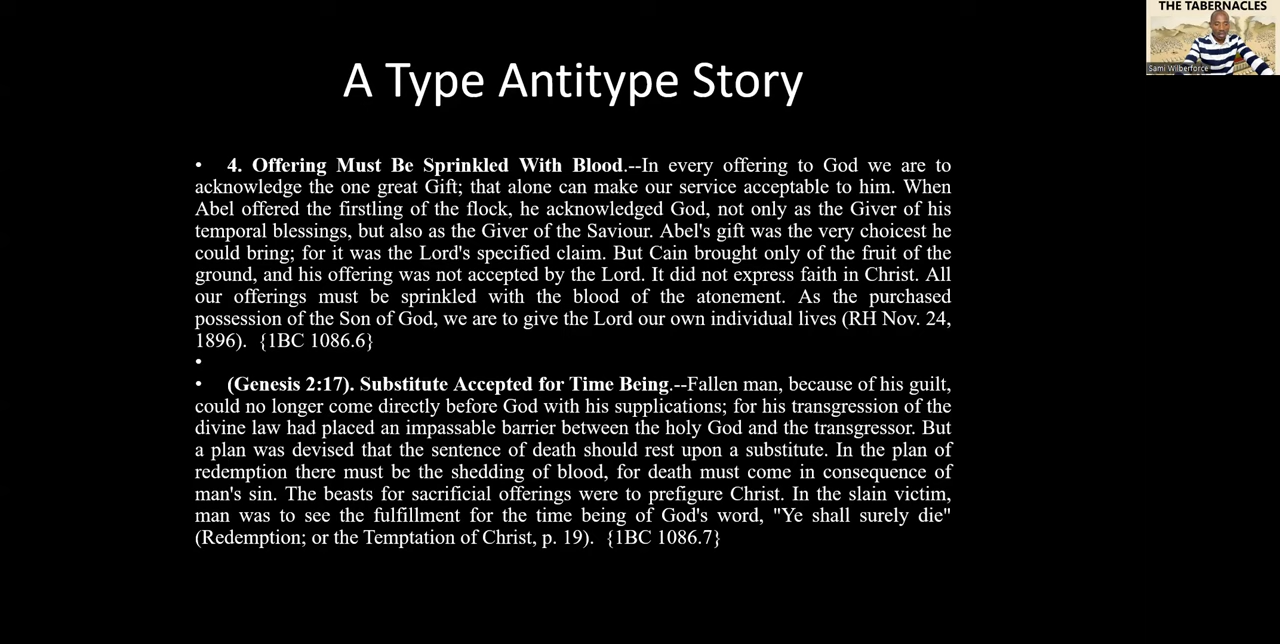 THE TABERNACLES
Sami Wilberforce
A Type Antitype Story
• 4. Offering Must Be Sprinkled With Blood.--In every offering to God we are to
acknowledge the one great Gift; that alone can make our service acceptable to him. When
Abel offered the firstling of the flock, he acknowledged God, not only as the Giver of his
temporal blessings, but also as the Giver of the Saviour. Abel's gift was the very choicest he
could bring; for it was the Lord's specified claim. But Cain brought only of the fruit of the
ground, and his offering was not accepted by the Lord. It did not express faith in Christ. All
our offerings must be sprinkled with the blood of the atonement. As the purchased
possession of the Son of God, we are to give the Lord our own individual lives (RH Nov. 24,
1896). {1BC 1086.6}
•
• (Genesis 2:17). Substitute Accepted for Time Being.--Fallen man, because of his guilt,
could no longer come directly before God with his supplications; for his transgression of the
divine law had placed an impassable barrier between the holy God and the transgressor. But
a plan was devised that the sentence of death should rest upon a substitute. In the plan of
redemption there must be the shedding of blood, for death must come in consequence of
man's sin. The beasts for sacrificial offerings were to prefigure Christ. In the slain victim,
man was to see the fulfillment for the time being of God's word, "Ye shall surely die"
(Redemption; or the Temptation of Christ, p. 19). {1BC 1086.7}